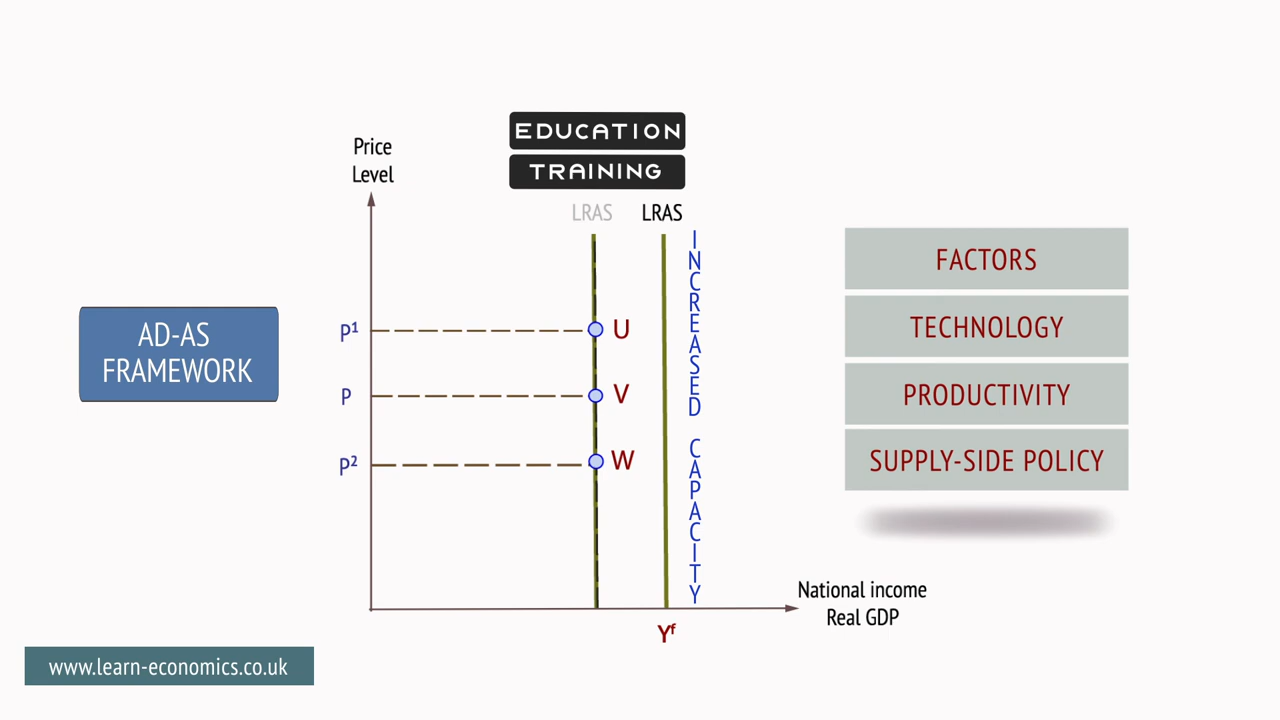 EDUCATION
TRAINING
Price
Level
LRAS
LRAS
INCREASED CAPACITY
FACTORS
TECHNOLOGY
PRODUCTIVITY
SUPPLY-SIDE POLICY
AD-AS
FRAMEWORK
P¹
U
P
V
P²
W
National income
Real GDP
Yᶠ
www.learn-economics.co.uk